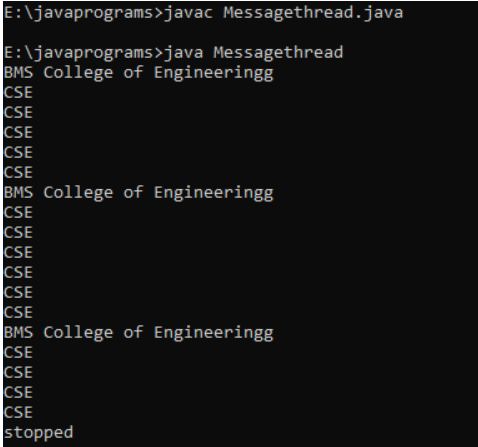 E:\javaprograms>javac Messagethread.java
E:\javaprograms>java Messagethread
BMS College of Engineeringg
CSE
CSE
CSE
CSE
CSE
BMS College of Engineeringg
CSE
CSE
CSE
CSE
CSE
CSE
BMS College of Engineeringg
CSE
CSE
CSE
CSE
stopped